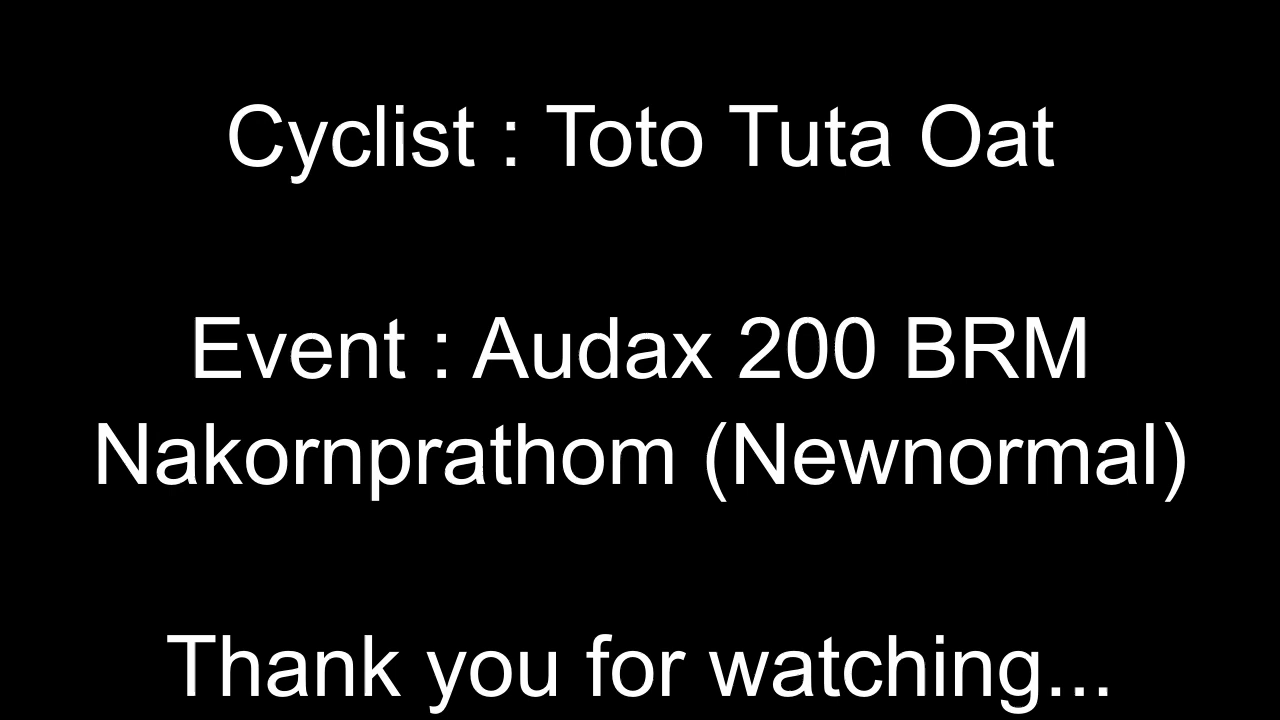 Cyclist : Toto Tuta Oat
Event : Audax 200 BRM
Nakornprathom (Newnormal)
Thank you for watching...